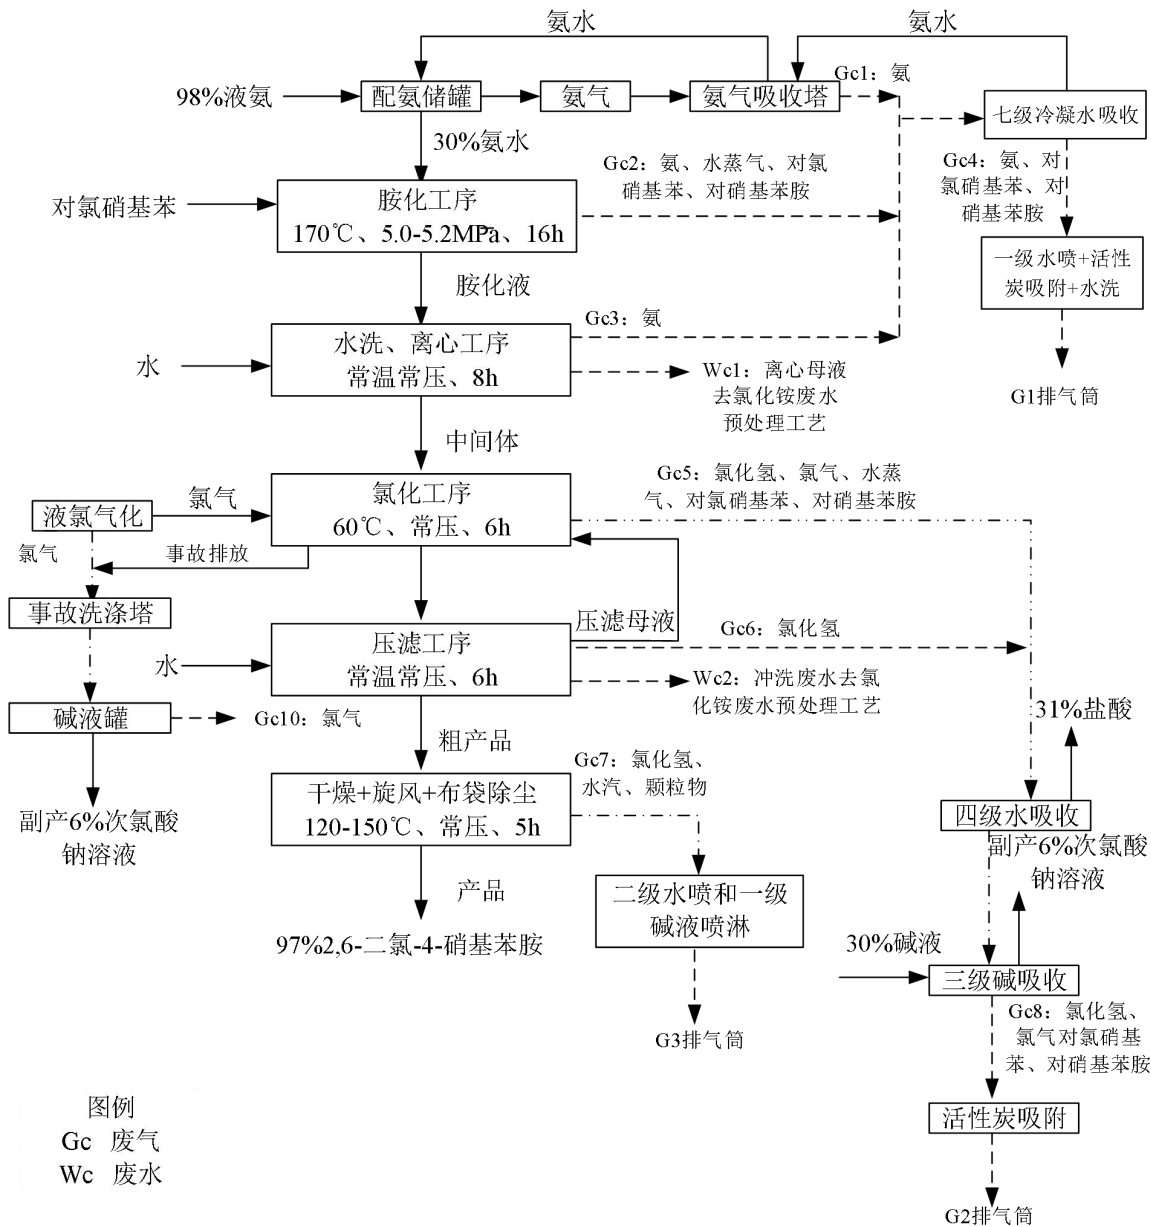 氨水
氨水
98%液氨
配氨储罐
氨气
氨气吸收塔
Gc1：氨
七级冷凝水吸收
30%氨水
Gc2：氨、水蒸气、对氯
硝基苯、对硝基苯胺
Gc4：氨、对
氯硝基苯、对
硝基苯胺
对氯硝基苯
胺化工序
170℃、5.0-5.2MPa、16h
一级水喷+活性
炭吸附+水洗
胺化液
Gc3：氨
水
水洗、离心工序
常温常压、8h
Wc1：离心母液
去氯化铵废水
预处理工艺
G1排气筒
中间体
Gc5：氯化氢、氯气、水蒸
气、对氯硝基苯、对硝基苯胺
液氯气化
氯气
氯化工序
60℃、常压、6h
氯气
事故排放
事故洗涤塔
压滤母液
Gc6：氯化氢
水
压滤工序
常温常压、6h
Wc2：冲洗废水去氯
化铵废水预处理工艺
碱液罐
Gc10：氯气
粗产品
31%盐酸
Gc7：氯化氢、
水汽、颗粒物
干燥+旋风+布袋除尘
120-150℃、常压、5h
四级水吸收
副产6%次氯酸
钠溶液
副产6%次氯酸
钠溶液
产品
二级水喷和一级
碱液喷淋
97%2,6-二氯-4-硝基苯胺
30%碱液
三级碱吸收
Gc8：氯化氢、
氯气对氯硝基
苯、对硝基苯胺
G3排气筒
活性炭吸附
图例
Gc 废气
Wc 废水
G2排气筒